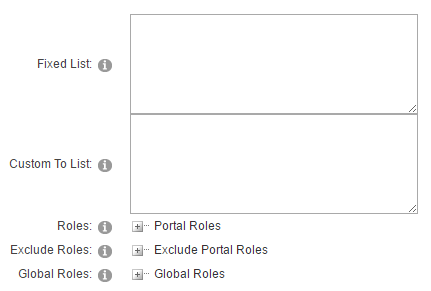 Fixed List:
Custom To List:
Roles: Portal Roles
Exclude Roles: Exclude Portal Roles
Global Roles: Global Roles